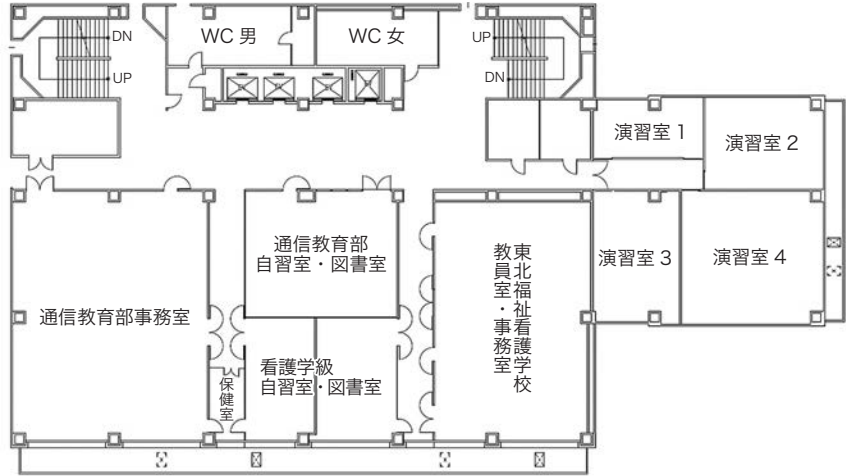 DN
UP
WC 男
WC 女
UP
DN
演習室 1
演習室 2
演習室 3
演習室 4
通信教育部
自習室・図書室
通信教育部事務室
看護学級
自習室・図書室
保健室
東北福祉看護学校
教員室・事務室